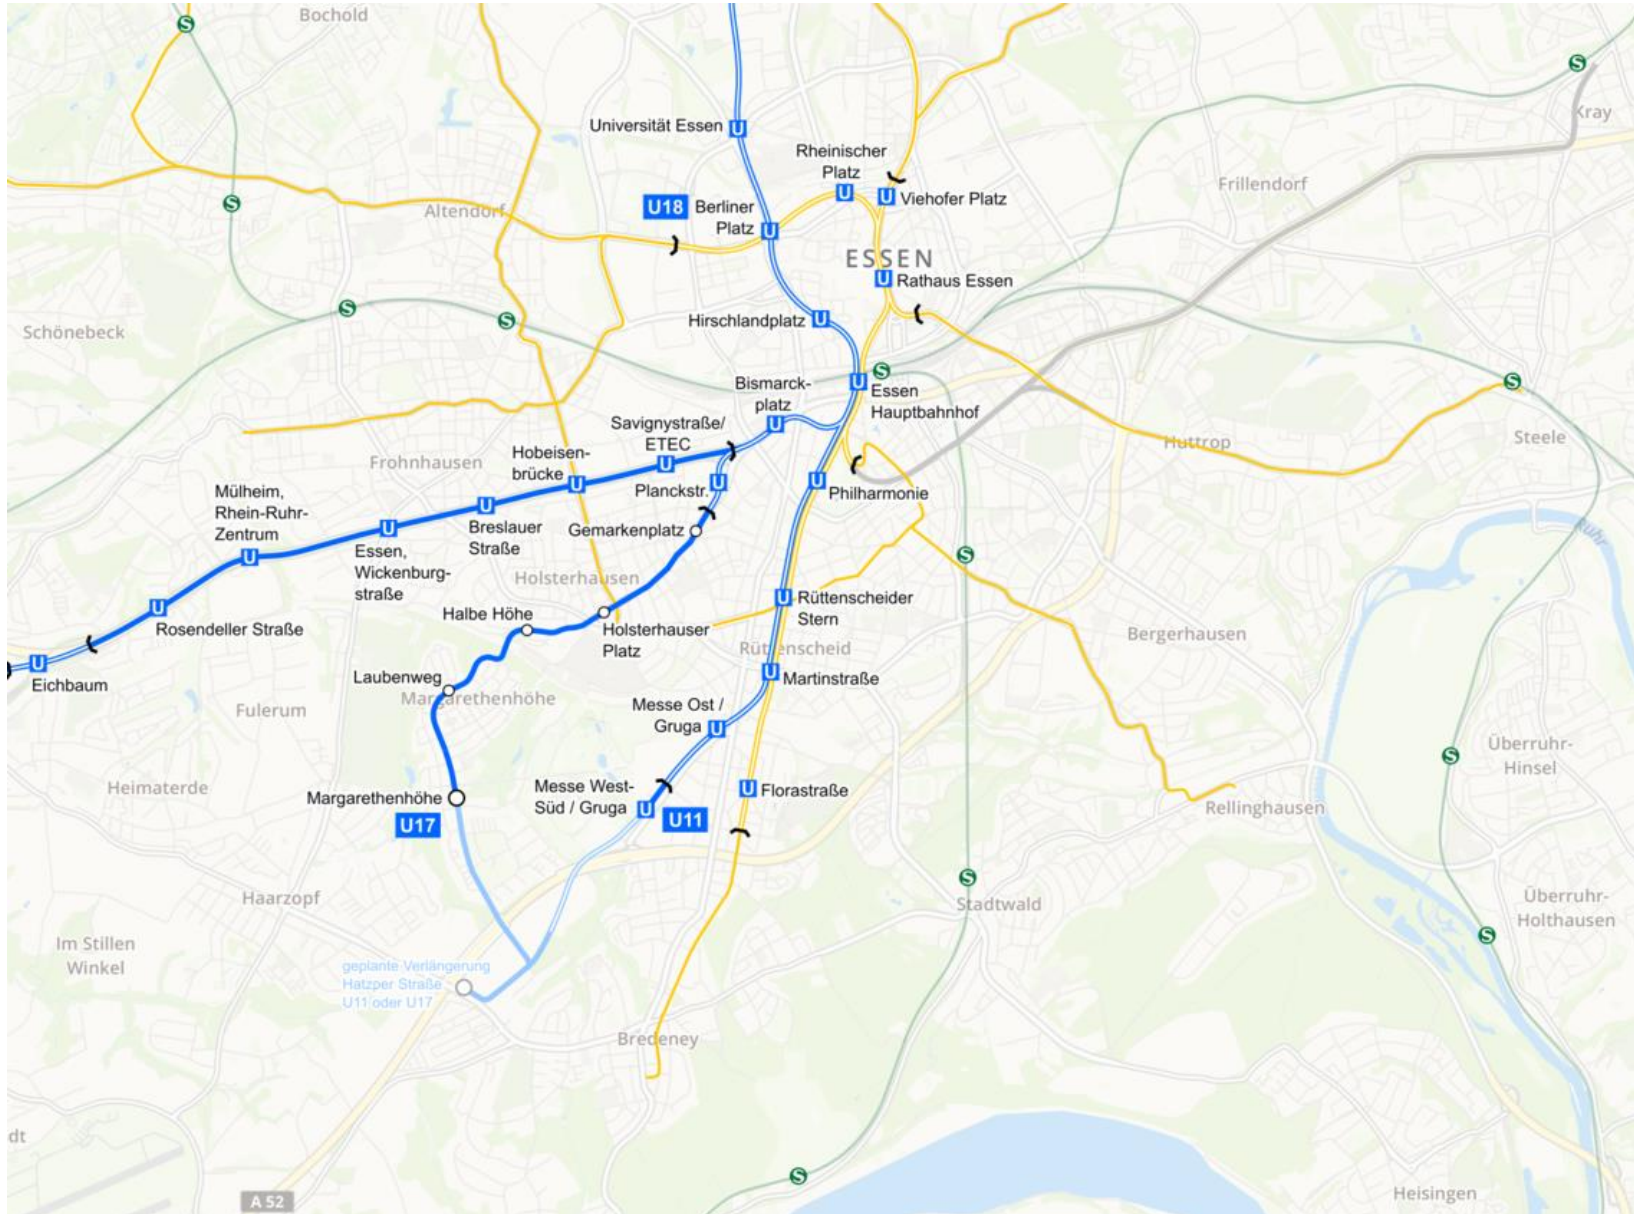 Bochold
Kray
Universität Essen
Rheinischer
Platz
Frillendorf
Viehofer Platz
Altendorf
U18
Berliner
Platz
ESSEN
Rathaus Essen
Schönebeck
Hirschlandplatz
Bismarck-
platz
Essen
Hauptbahnhof
Savignystraße/
ETEC
Huttrop
Steele
Hobeisen-
brücke
Frohnhausen
Mülheim,
Rhein-Ruhr-
Zentrum
Planckstr.
Philharmonie
Breslauer
Straße
Gemarkenplatz
Ruhr
Essen,
Wickenburg-
straße
Holsterhausen
Halbe Höhe
Rüttenscheider
Stern
Rosendeller Straße
Holsterhauser
Platz
Rüttenscheid
Bergerhausen
Eichbaum
Laubenweg
Margarethenhöhe
Martinstraße
Fulerum
Messe Ost /
Gruga
Überruhr-
Hinsel
Heimaterde
Margarethenhöhe
U17
Messe West-
Süd / Gruga
U11
Florastraße
Rellinghausen
Haarzopf
Stadtwald
Überruhr-
Holthausen
Im Stillen
Winkel
geplante Verlängerung
Hatzper Straße
U11 oder U17
Bredeney
dt
A 52
Heisingen